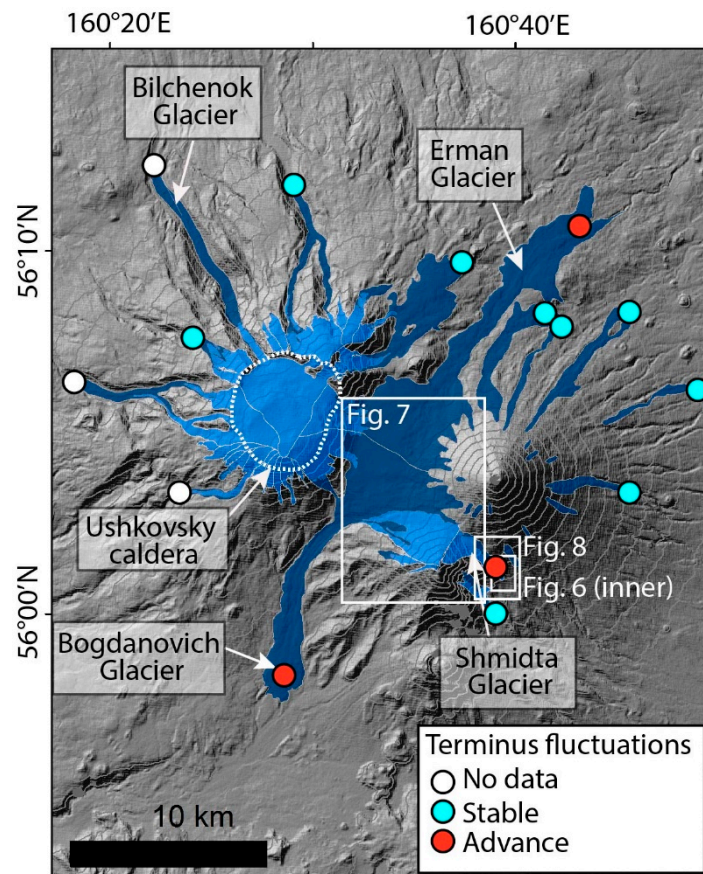 160°20'E
160°40'E
Bilchenok
Glacier
Erman
Glacier
56°10'N
Fig. 7
Ushkovsky
caldera
Fig. 8
Fig. 6 (inner)
56°00'N
Bogdanovich
Glacier
Shmidta
Glacier
Terminus fluctuations
No data
Stable
Advance
10 km